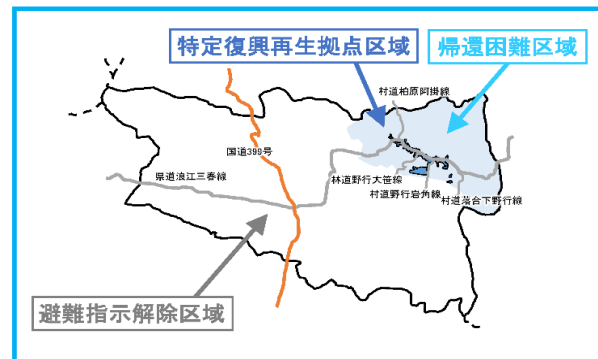 特定復興再生拠点区域
帰還困難区域
村道柏原阿掛線
国道399号
県道浪江三春線
林道野行大笹線
村道野行岩角線
村道落合下野行線
避難指示解除区域